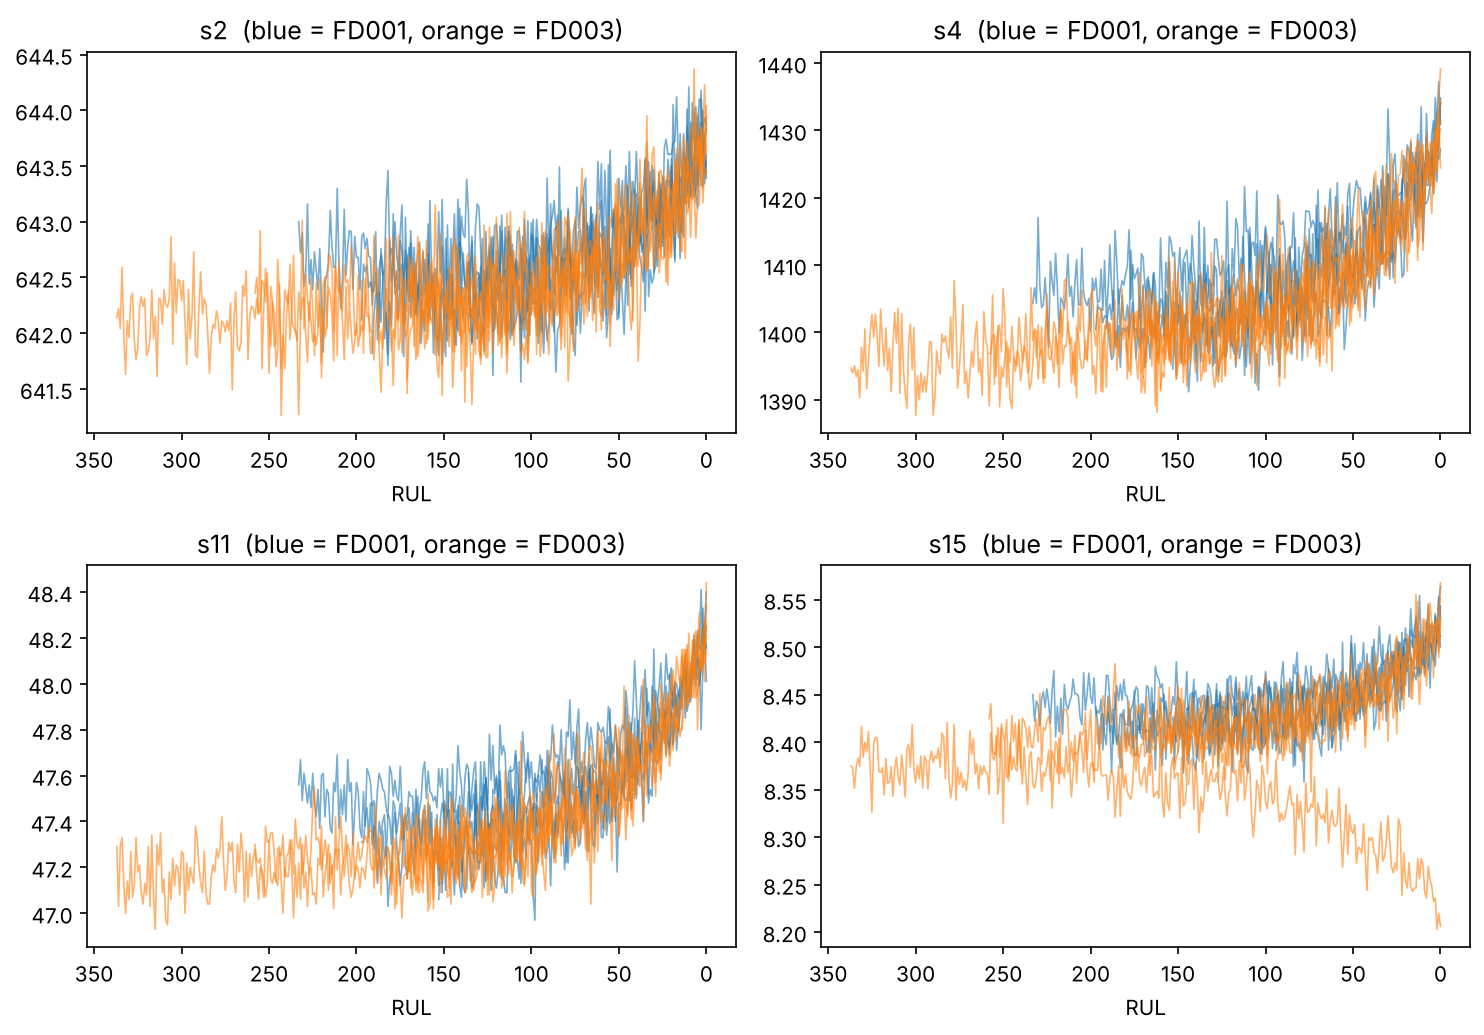 s2  (blue = FD001, orange = FD003)
644.5
644.0
643.5
643.0
642.5
642.0
641.5
350 300 250 200 150 100 50 0
RUL
s4  (blue = FD001, orange = FD003)
1440
1430
1420
1410
1400
1390
350 300 250 200 150 100 50 0
RUL
s11  (blue = FD001, orange = FD003)
48.4
48.2
48.0
47.8
47.6
47.4
47.2
47.0
350 300 250 200 150 100 50 0
RUL
s15  (blue = FD001, orange = FD003)
8.55
8.50
8.45
8.40
8.35
8.30
8.25
8.20
350 300 250 200 150 100 50 0
RUL